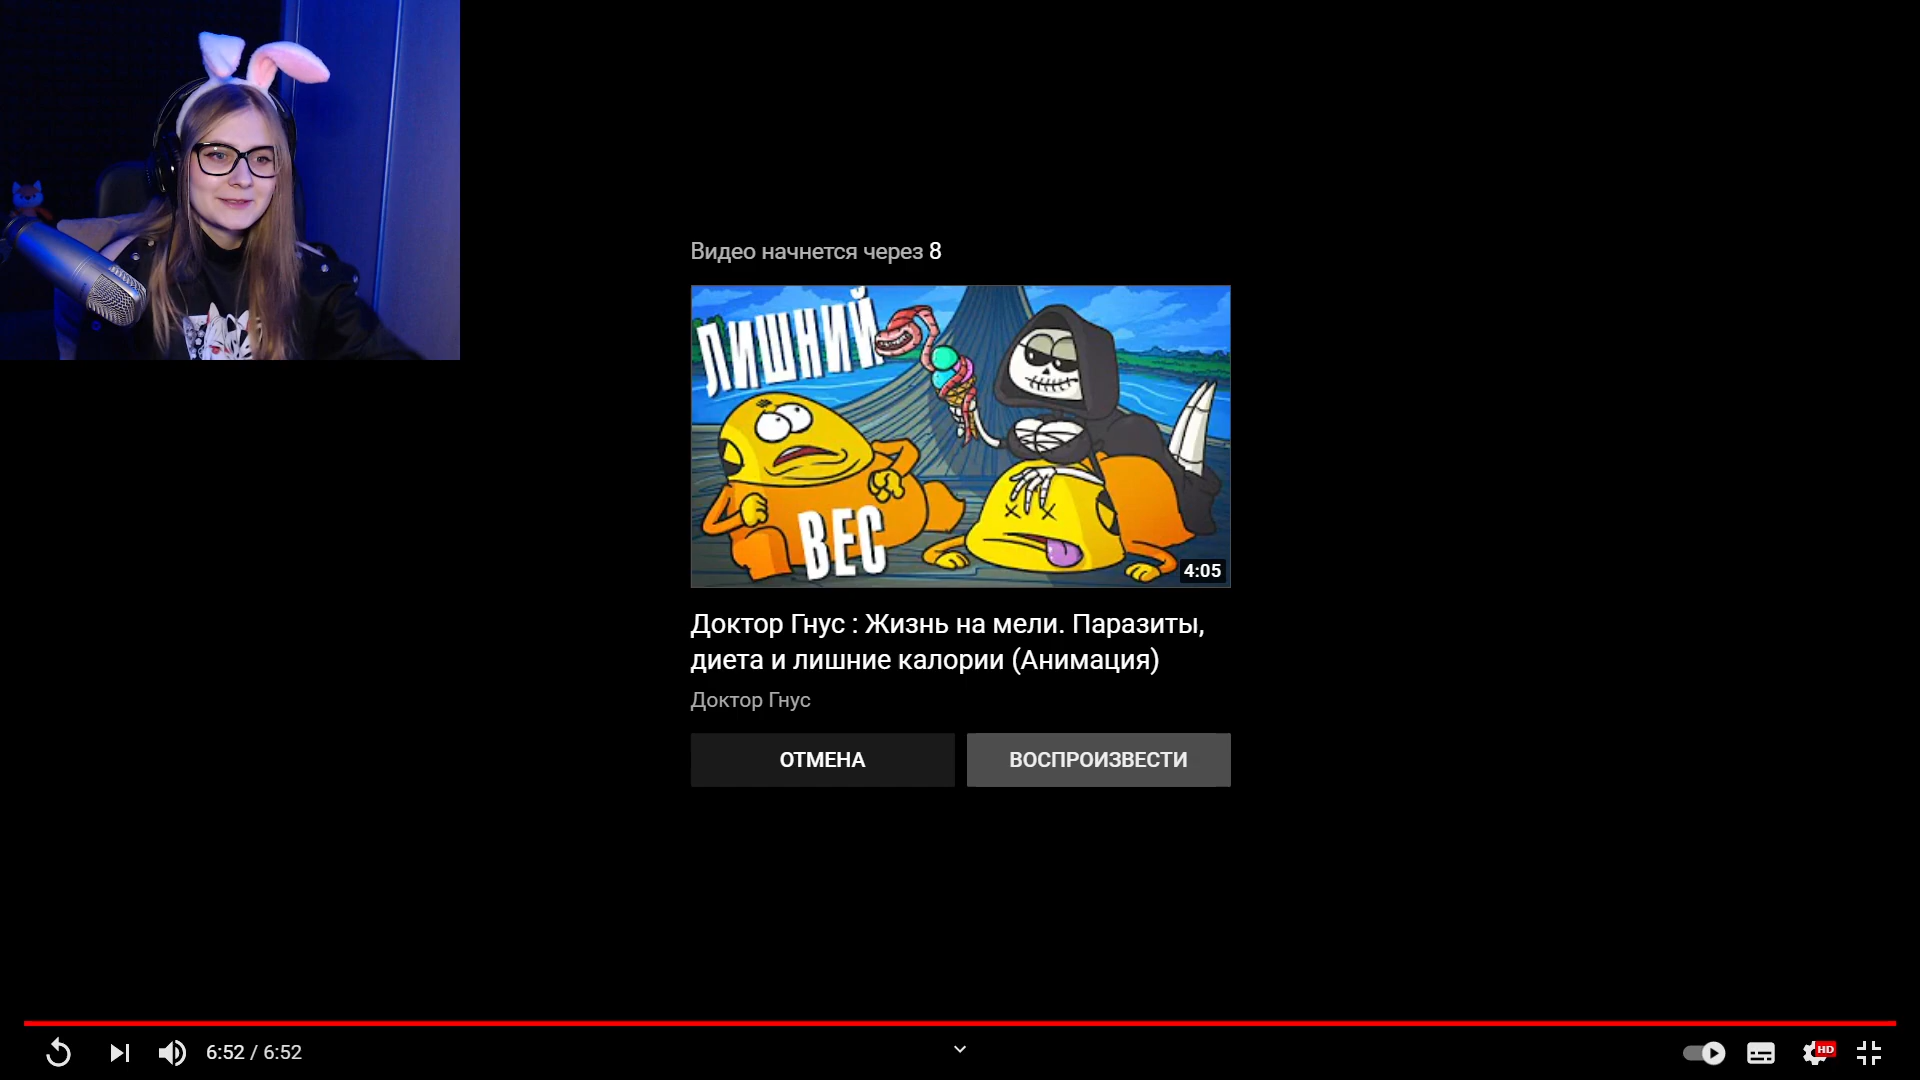 Видео начнется через 8
ЛИШНИЙ
ВЕС
4:05
Доктор Гнус : Жизнь на мели. Паразиты,
диета и лишние калории (Анимация)
Доктор Гнус
ОТМЕНА
ВОСПРОИЗВЕСТИ
6:52 / 6:52
HD